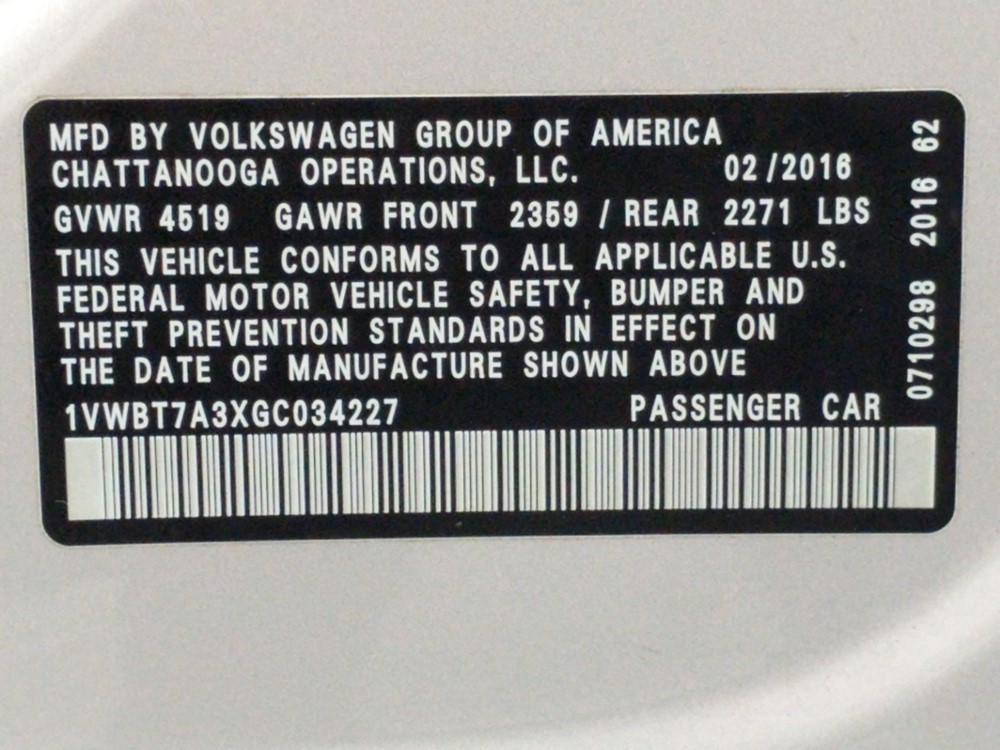 MFD BY VOLKSWAGEN GROUP OF AMERICA
CHATTANOOGA OPERATIONS, LLC. 02/2016
GVWR 4519 GAWR FRONT 2359 / REAR 2271 LBS
THIS VEHICLE CONFORMS TO ALL APPLICABLE U.S.
FEDERAL MOTOR VEHICLE SAFETY, BUMPER AND
THEFT PREVENTION STANDARDS IN EFFECT ON
THE DATE OF MANUFACTURE SHOWN ABOVE
1VWBT7A3XGC034227 PASSENGER CAR
0710298 2016 62